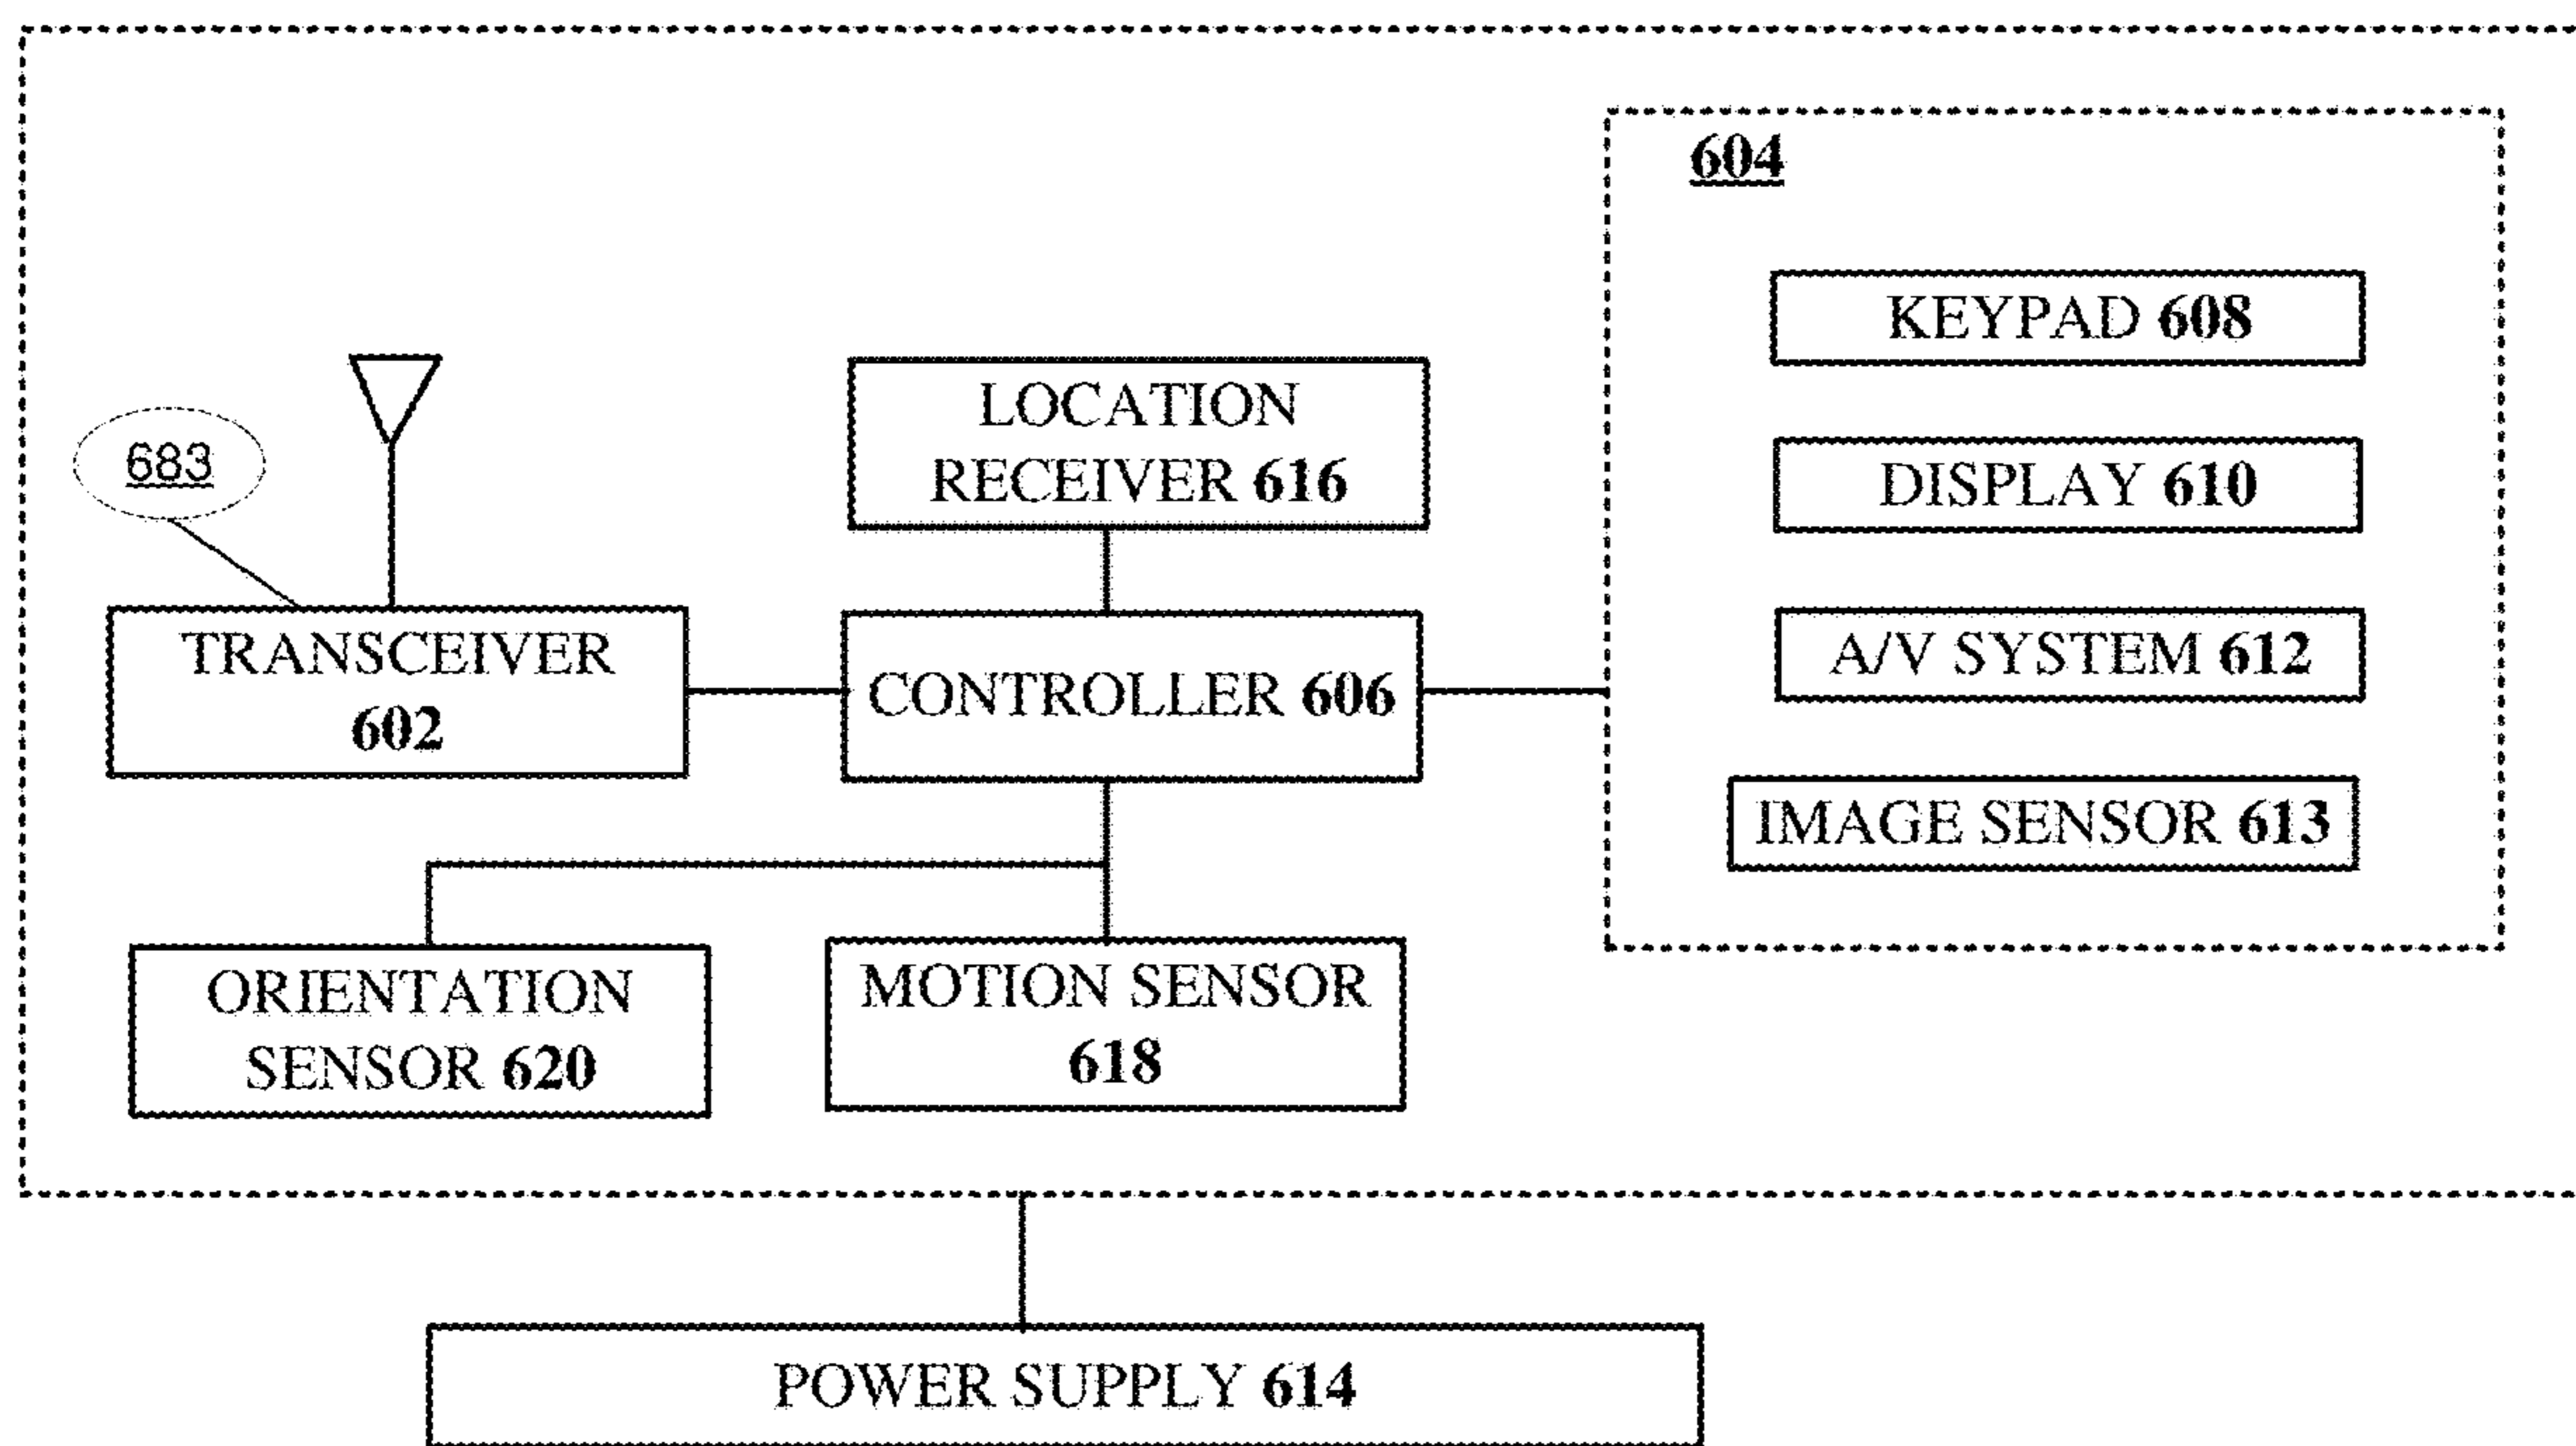 604
KEYPAD 608
DISPLAY 610
A/V SYSTEM 612
IMAGE SENSOR 613
683
LOCATION
RECEIVER 616
TRANSCEIVER
602
CONTROLLER 606
ORIENTATION
SENSOR 620
MOTION SENSOR
618
POWER SUPPLY 614